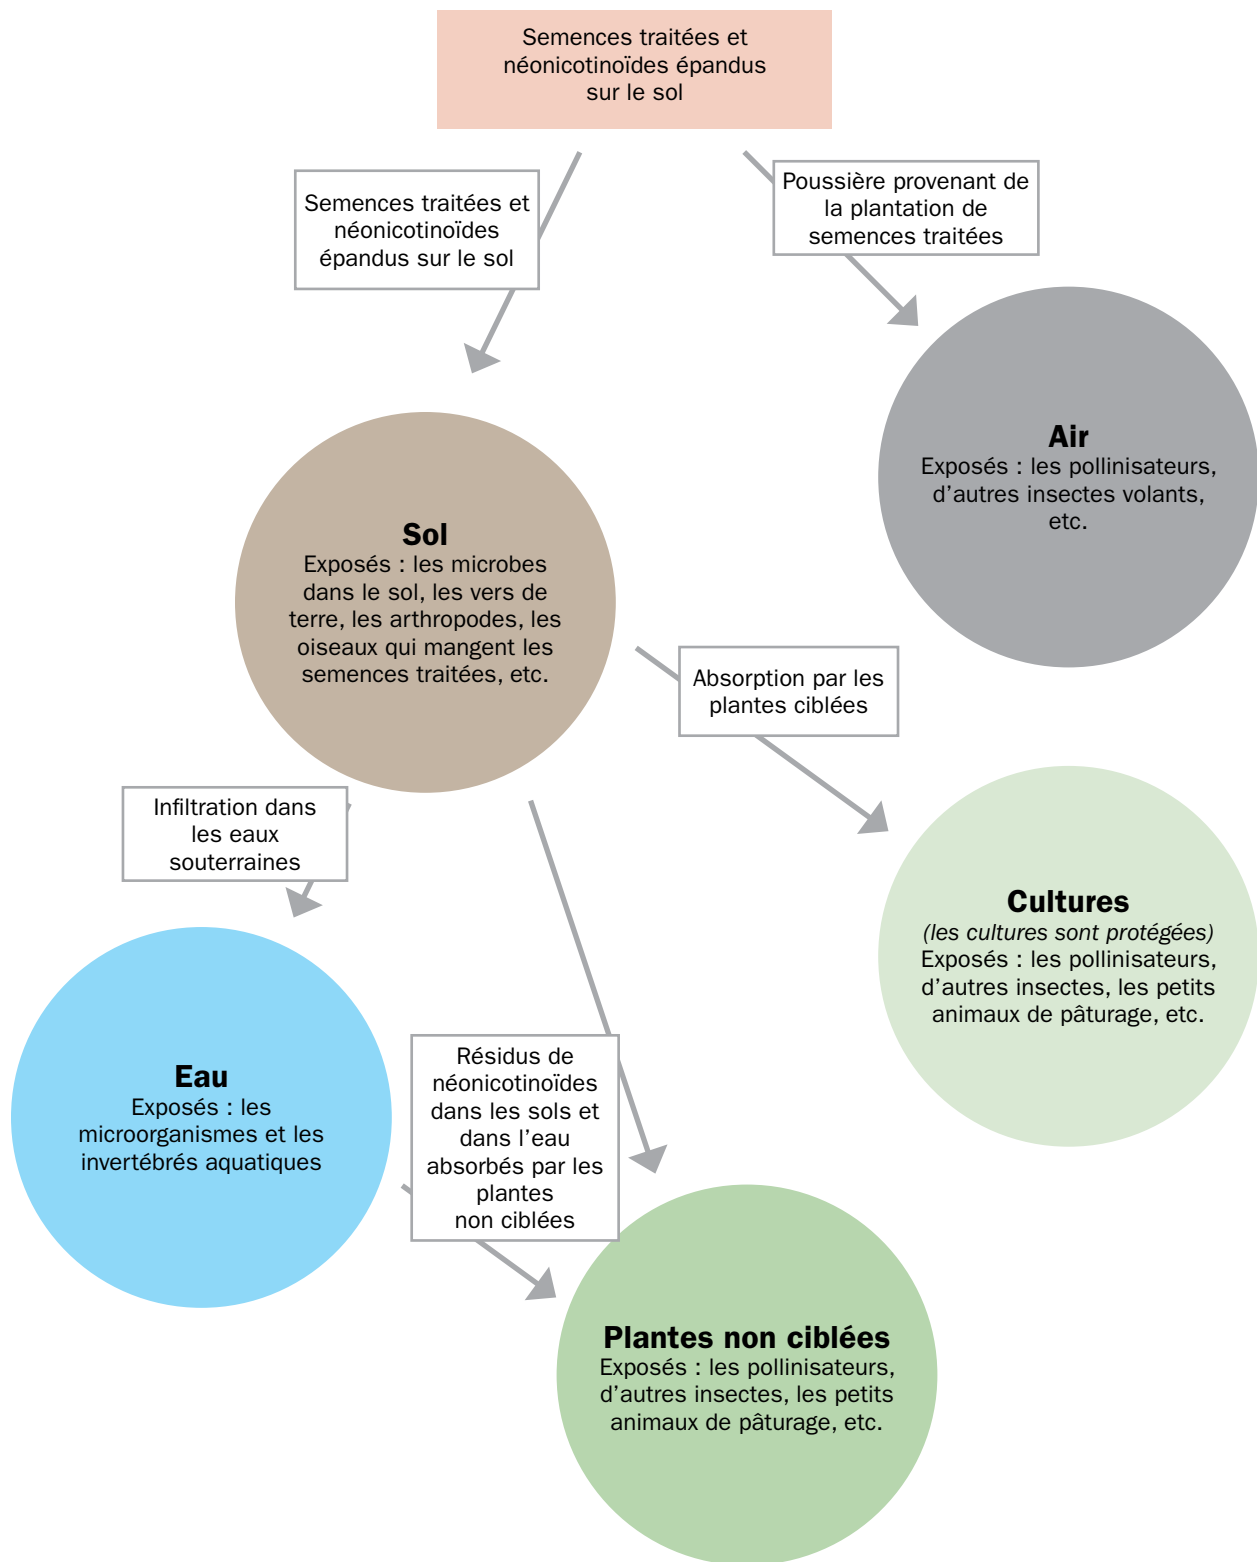 Semences traitées et
néonicotinoïdes épandus
sur le sol
Semences traitées et
néonicotinoïdes
épandus sur le sol
Poussière provenant de
la plantation de
semences traitées
Air
Exposés : les pollinisateurs,
d’autres insectes volants,
etc.
Sol
Exposés : les microbes
dans le sol, les vers de
terre, les arthropodes, les
oiseaux qui mangent les
semences traitées, etc.
Absorption par les
plantes ciblées
Infiltration dans
les eaux
souterraines
Cultures
(les cultures sont protégées)
Exposés : les pollinisateurs,
d’autres insectes, les petits
animaux de pâturage, etc.
Eau
Exposés : les
microorganismes et les
invertébrés aquatiques
Résidus de
néonicotinoïdes
dans les sols et
dans l’eau
absorbés par les
plantes
non ciblées
Plantes non ciblées
Exposés : les pollinisateurs,
d’autres insectes, les petits
animaux de pâturage, etc.